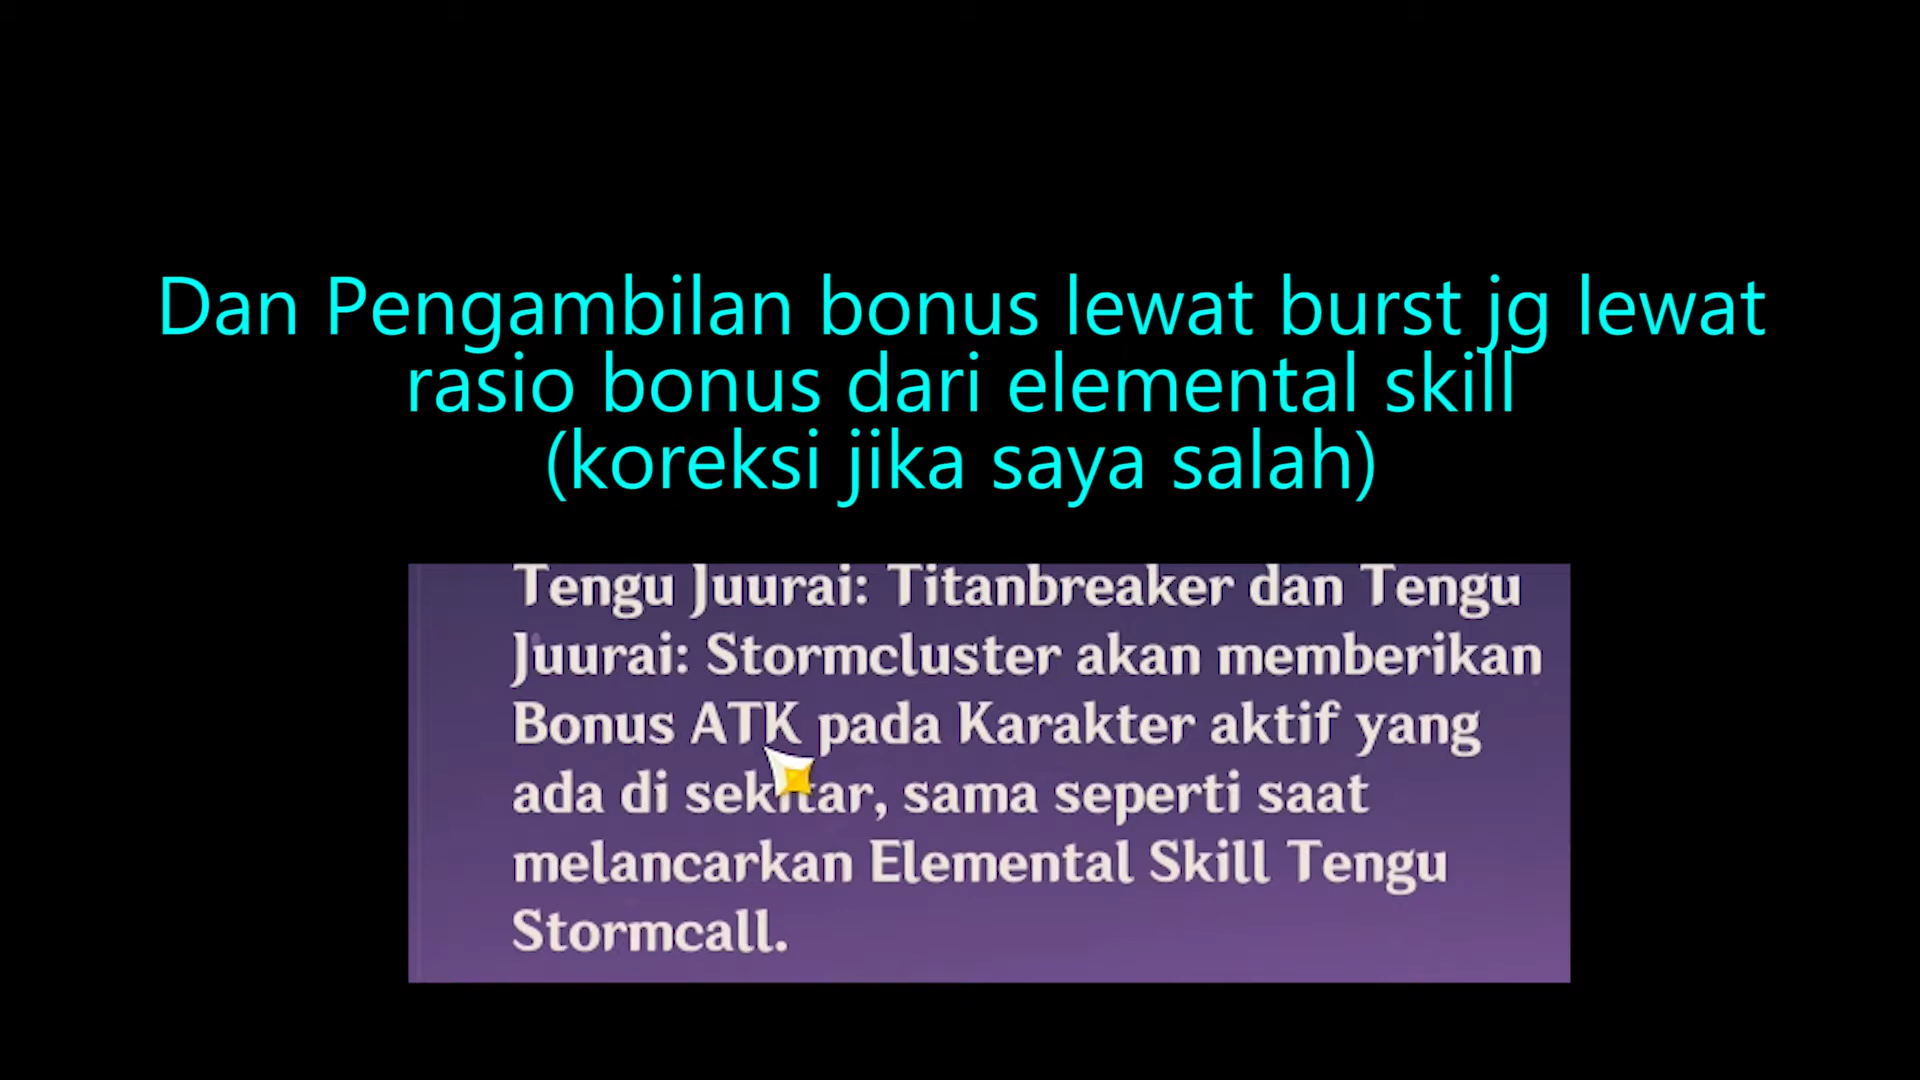 Dan Pengambilan bonus lewat burst jg lewat
rasio bonus dari elemental skill
(koreksi jika saya salah)
Tengu Juurai: Titanbreaker dan Tengu
Juurai: Stormcluster akan memberikan
Bonus ATK pada Karakter aktif yang
ada di sekitar, sama seperti saat
melancarkan Elemental Skill Tengu
Stormcall.